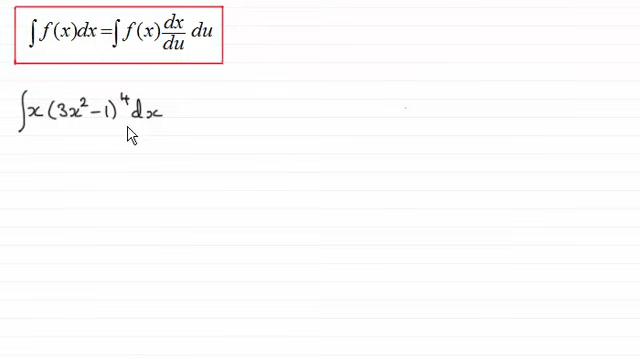 ∫ f(x)dx = ∫ f(x) dx/du du
∫ x (3x² − 1)⁴ dx